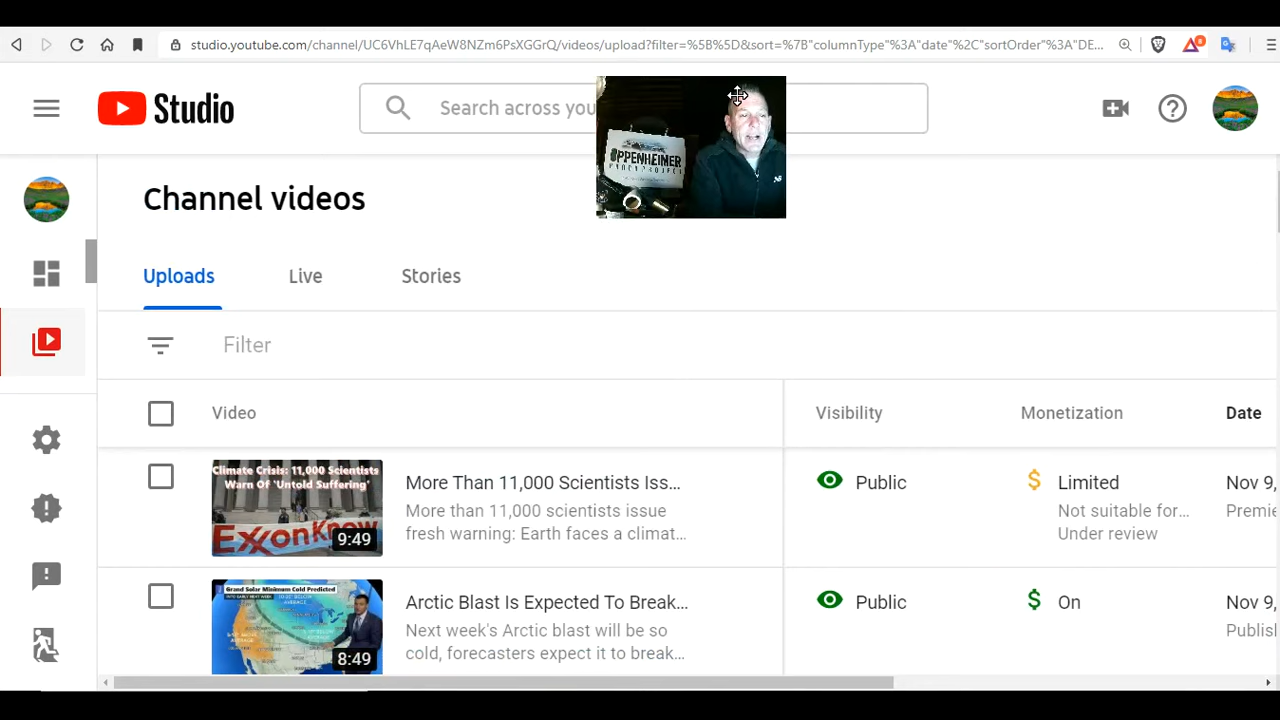 studio.youtube.com/channel/UC6VhLE7qAeW8NZm6PsXGGrQ/videos/upload?filter=%5B%5D&sort=%7B"columnType"%3A"date"%2C"sortOrder"%3A"DE...
Studio
Search across you
OPPENHEIMER
RANCH PROJECT
Channel videos
Uploads
Live
Stories
Filter
Video
Visibility
Monetization
Date
Climate Crisis: 11,000 Scientists
Warn Of 'Untold Suffering'
ExxonKnew
9:49
More Than 11,000 Scientists Iss...
More than 11,000 scientists issue
fresh warning: Earth faces a climat...
Public
Limited
Not suitable for...
Under review
Nov 9,
Premie
Grand Solar Minimum Cold Predicted
8:49
Arctic Blast Is Expected To Break...
Next week's Arctic blast will be so
cold, forecasters expect it to break...
Public
On
Nov 9,
Publis